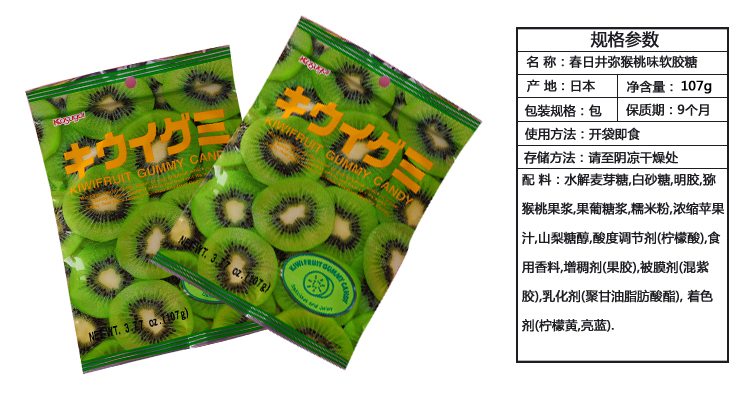 Kasugai
キウイグミ
KIWIFRUIT GUMMY CANDY
NEWT. 3.77 oz.(107g)
Kasugai
キウイグミ
KIWIFRUIT GUMMY CANDY
KIWI FRUIT GUMMY CANDY
(107g)
规格参数
名 称：春日井弥猴桃味软胶糖
产 地：日本 净含量： 107g
包装规格：包 保质期：9个月
使用方法：开袋即食
存储方法：请至阴凉干燥处
配 料：水解麦芽糖,白砂糖,明胶,猕
猴桃果浆,果葡糖浆,糯米粉,浓缩苹果
汁,山梨糖醇,酸度调节剂(柠檬酸),食
用香料,增稠剂(果胶),被膜剂(混紫
胶),乳化剂(聚甘油脂肪酸酯), 着色
剂(柠檬黄,亮蓝).